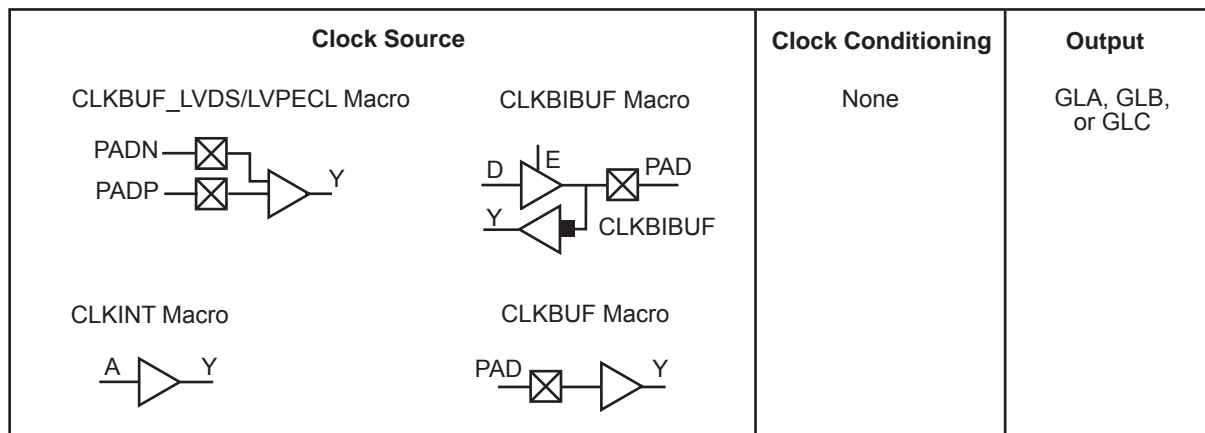 Clock Source
Clock Conditioning
Output
CLKBUF_LVDS/LVPECL Macro
CLKBIBUF Macro
None
GLA, GLB,
or GLC
PADN
PADP
Y
D
E
PAD
Y
CLKBIBUF
CLKINT Macro
CLKBUF Macro
A
Y
PAD
Y